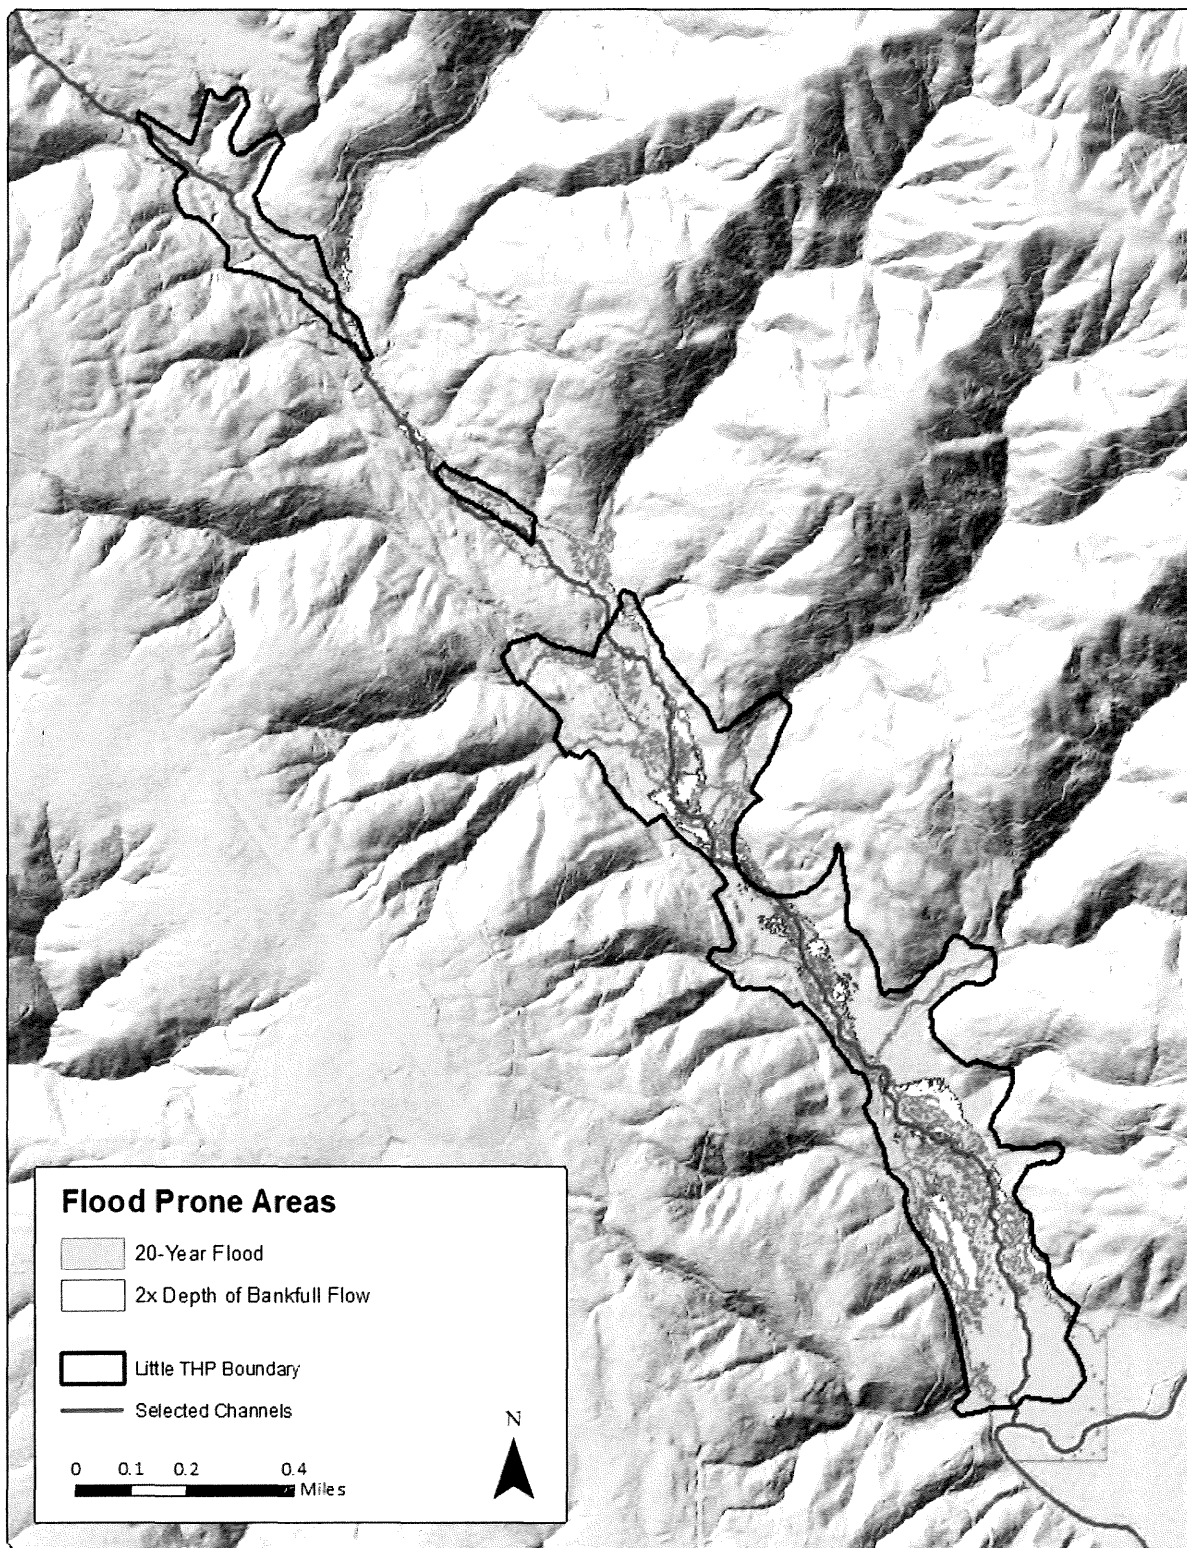 Flood Prone Areas
20-Year Flood
2x Depth of Bankfull Flow
Little THP Boundary
Selected Channels
N
0 0.1 0.2 0.4
Miles